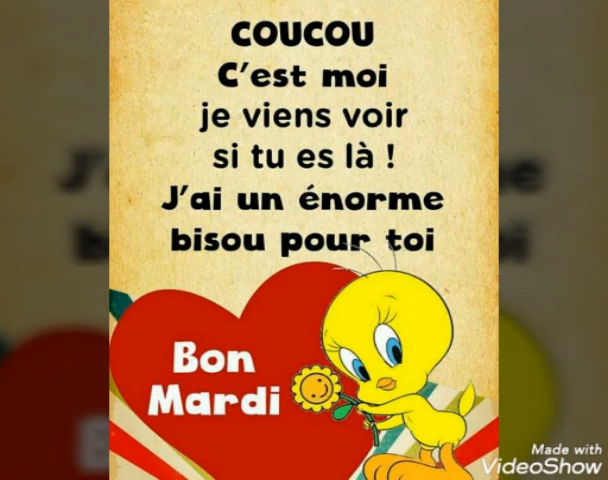 COUCOU
C'est moi
je viens voir
si tu es là !
J'ai un énorme
bisou pour toi
Bon
Mardi
Made with
VideoShow